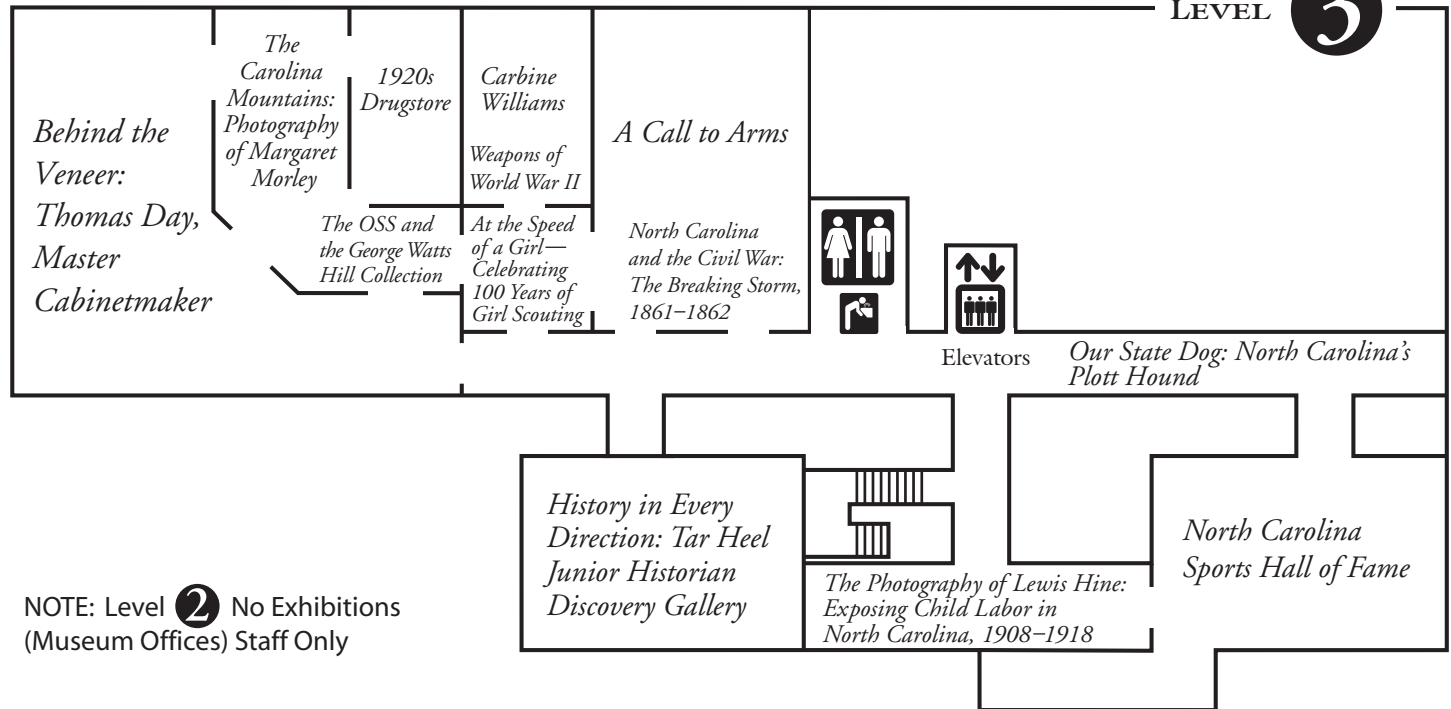 LEVEL 3
The
Carolina
Mountains:
Photography
of Margaret
Morley
1920s
Drugstore
Carbine
Williams
Weapons of
World War II
A Call to Arms
Behind the
Veneer:
Thomas Day,
Master
Cabinetmaker
The OSS and
the George Watts
Hill Collection
At the Speed
of a Girl—
Celebrating
100 Years of
Girl Scouting
North Carolina
and the Civil War:
The Breaking Storm,
1861–1862
Elevators
Our State Dog: North Carolina's
Plott Hound
History in Every
Direction: Tar Heel
Junior Historian
Discovery Gallery
The Photography of Lewis Hine:
Exposing Child Labor in
North Carolina, 1908–1918
North Carolina
Sports Hall of Fame
NOTE: Level 2 No Exhibitions
(Museum Offices) Staff Only